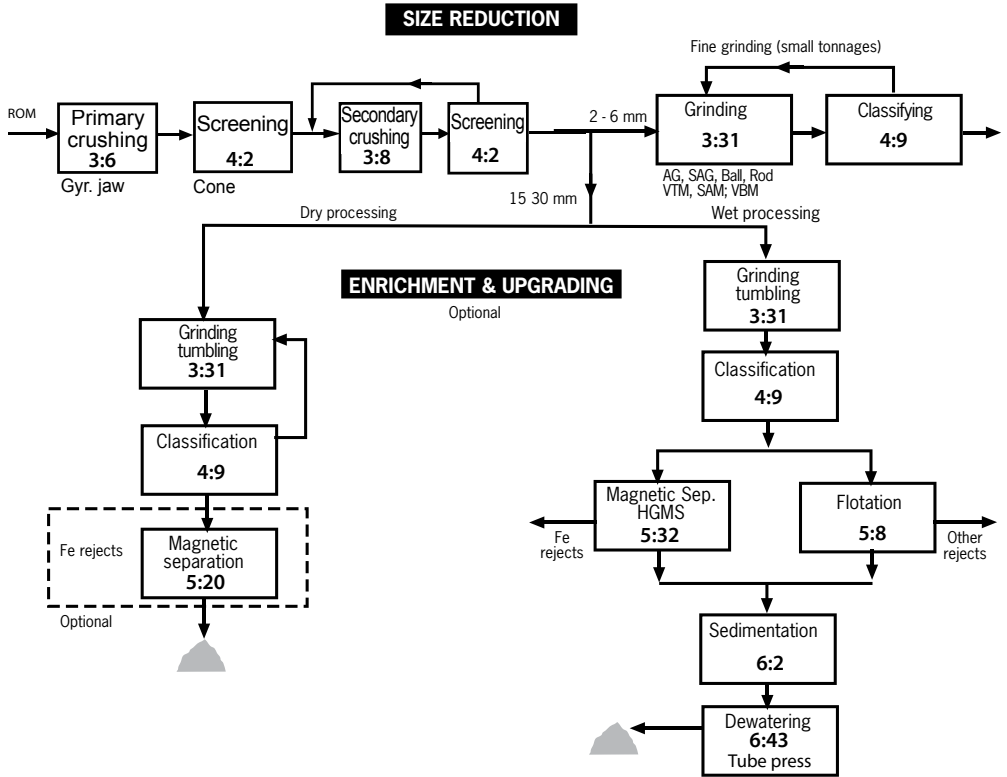 SIZE REDUCTION
Fine grinding (small tonnages)
ROM
Primary
crushing
3:6
Gyr. jaw
Screening
4:2
Cone
Secondary
crushing
3:8
Screening
4:2
2 - 6 mm
Grinding
3:31
AG, SAG, Ball, Rod
VTM, SAM; VBM
Classifying
4:9
15 30 mm
Dry processing
Wet processing
ENRICHMENT & UPGRADING
Optional
Grinding
tumbling
3:31
Classification
4:9
Fe rejects
Magnetic
separation
5:20
Optional
Grinding
tumbling
3:31
Classification
4:9
Magnetic Sep.
HGMS
5:32
Fe
rejects
Flotation
5:8
Other
rejects
Sedimentation
6:2
Dewatering
6:43
Tube press